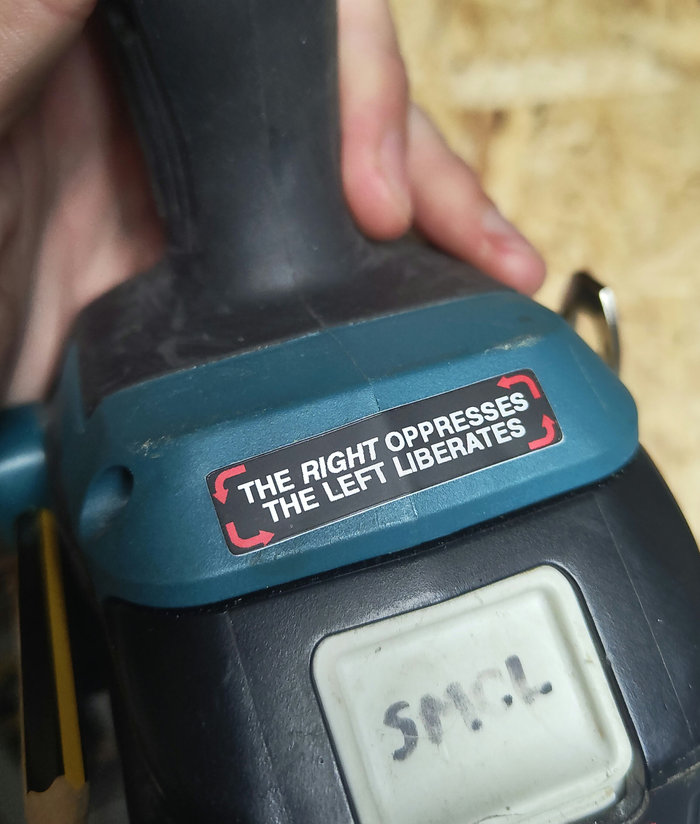 THE RIGHT OPPRESSES
THE LEFT LIBERATES
SMCL